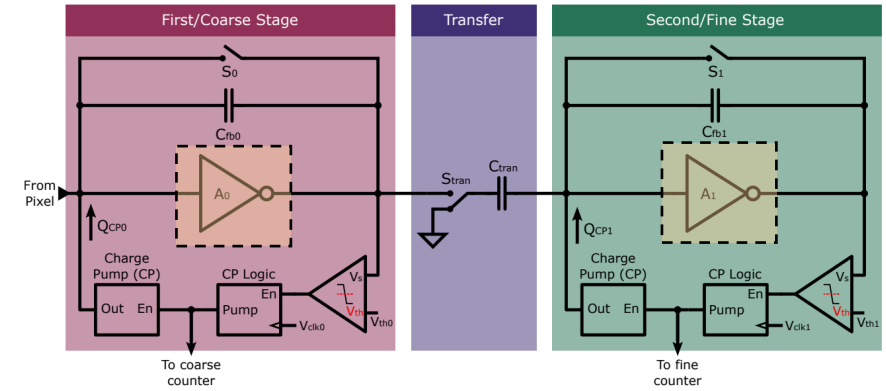 First/Coarse Stage
Transfer
Second/Fine Stage
S0
S1
Cfb0
Cfb1
Stran
Ctran
From
Pixel
A0
A1
QCP0
QCP1
Charge
Pump (CP)
CP Logic
Vs
Charge
Pump (CP)
CP Logic
Vs
Out
En
En
Pump
Vth
Vth0
Vclk0
Out
En
En
Pump
Vth
Vth1
Vclk1
To coarse
counter
To fine
counter